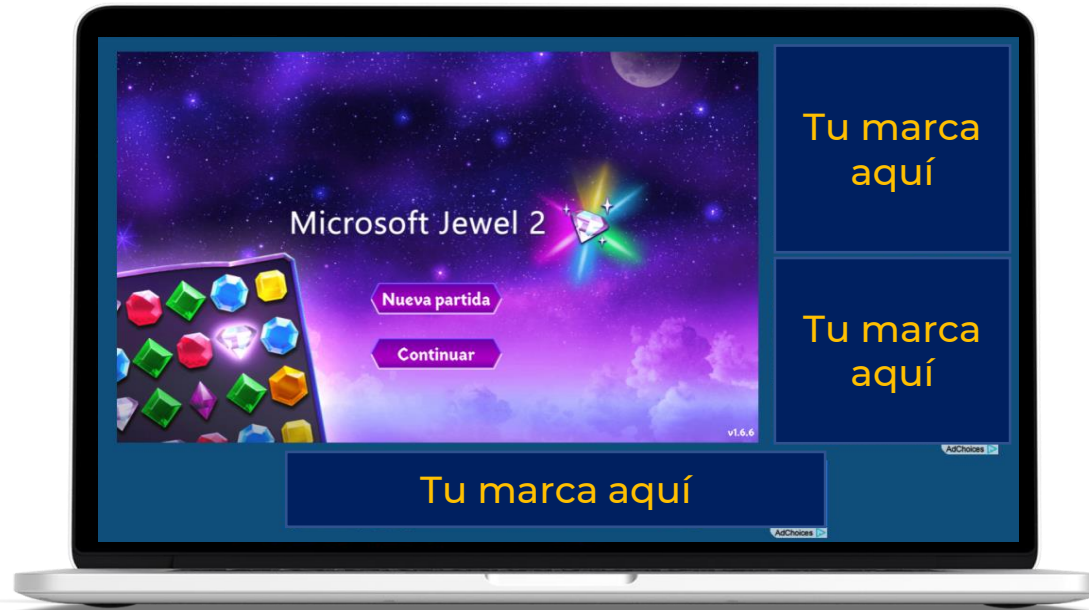 Microsoft Jewel 2
Nueva partida
Continuar
v1.6.6
Tu marca
aquí
Tu marca
aquí
AdChoices
Tu marca aquí
AdChoices